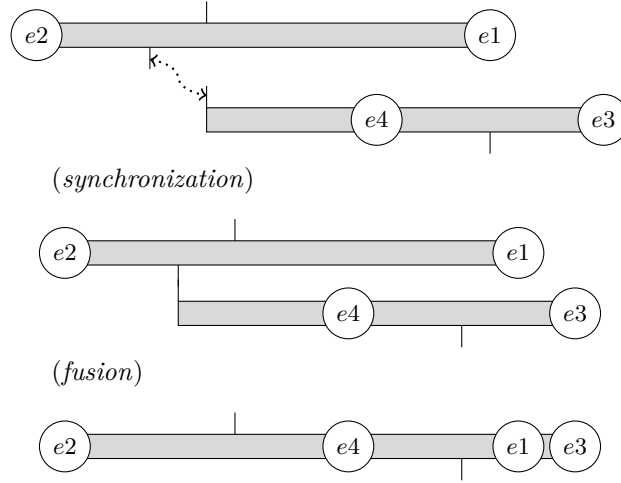 e2 e1
e4 e3
(synchronization)
e2 e1
e4 e3
(fusion)
e2 e4 e1 e3